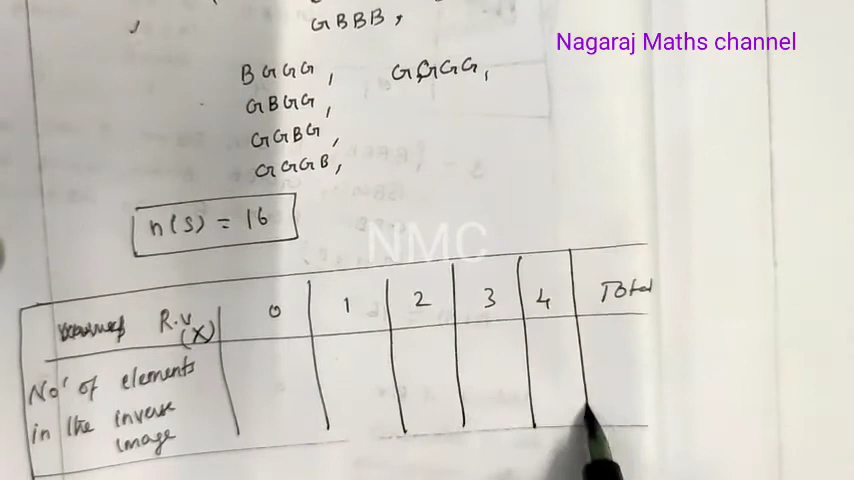 GBBB,
Nagaraj Maths channel
BGGG, GGGG,
GBGG,
GGBG,
GGGB,
n(S) = 16
NMC
R.V (X) 0 1 2 3 4 Total
No' of elements
in the inverse
image